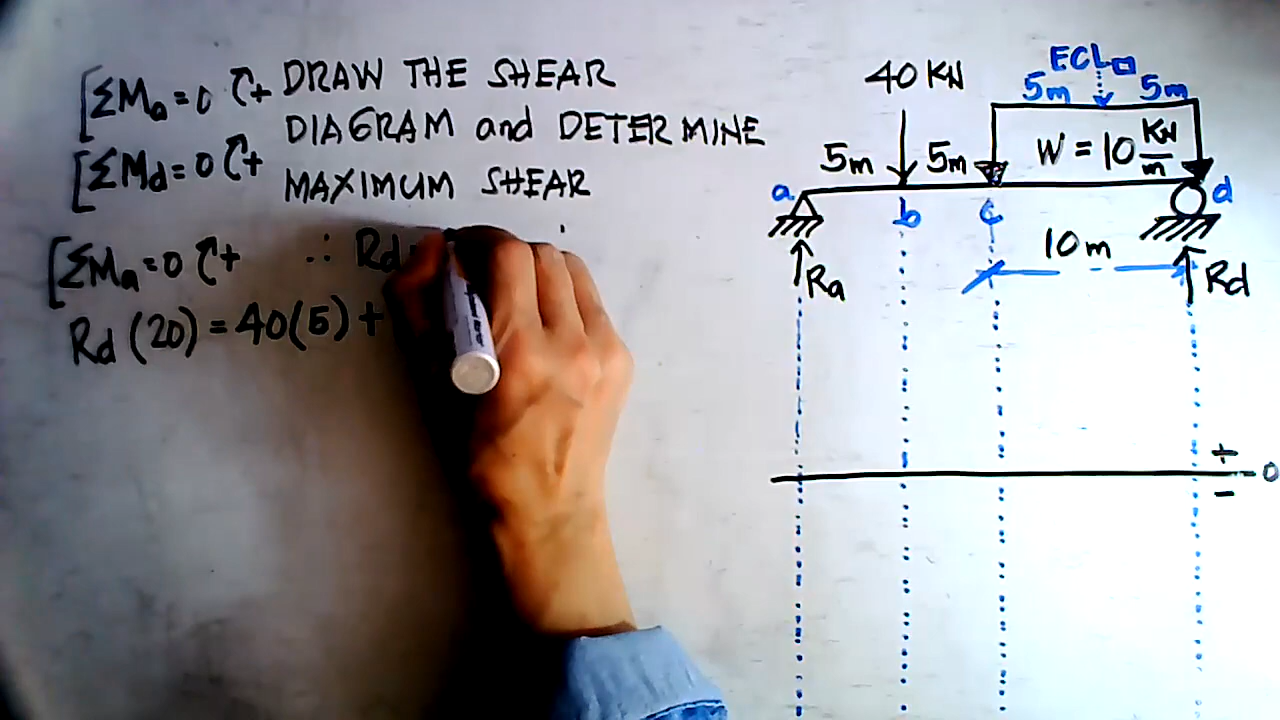 [ΣMa=0 ↷+ DRAW THE SHEAR
DIAGRAM and DETERMINE
[ΣMd=0 ↷+
MAXIMUM SHEAR
[ΣMa=0 ↷+ ∴ Rd
Rd(20)=40(5)+
40 KN
ECL□
5m 5m
5m 5m W=10 KN/m
a b c d
10m
Ra Rd
+
0
-